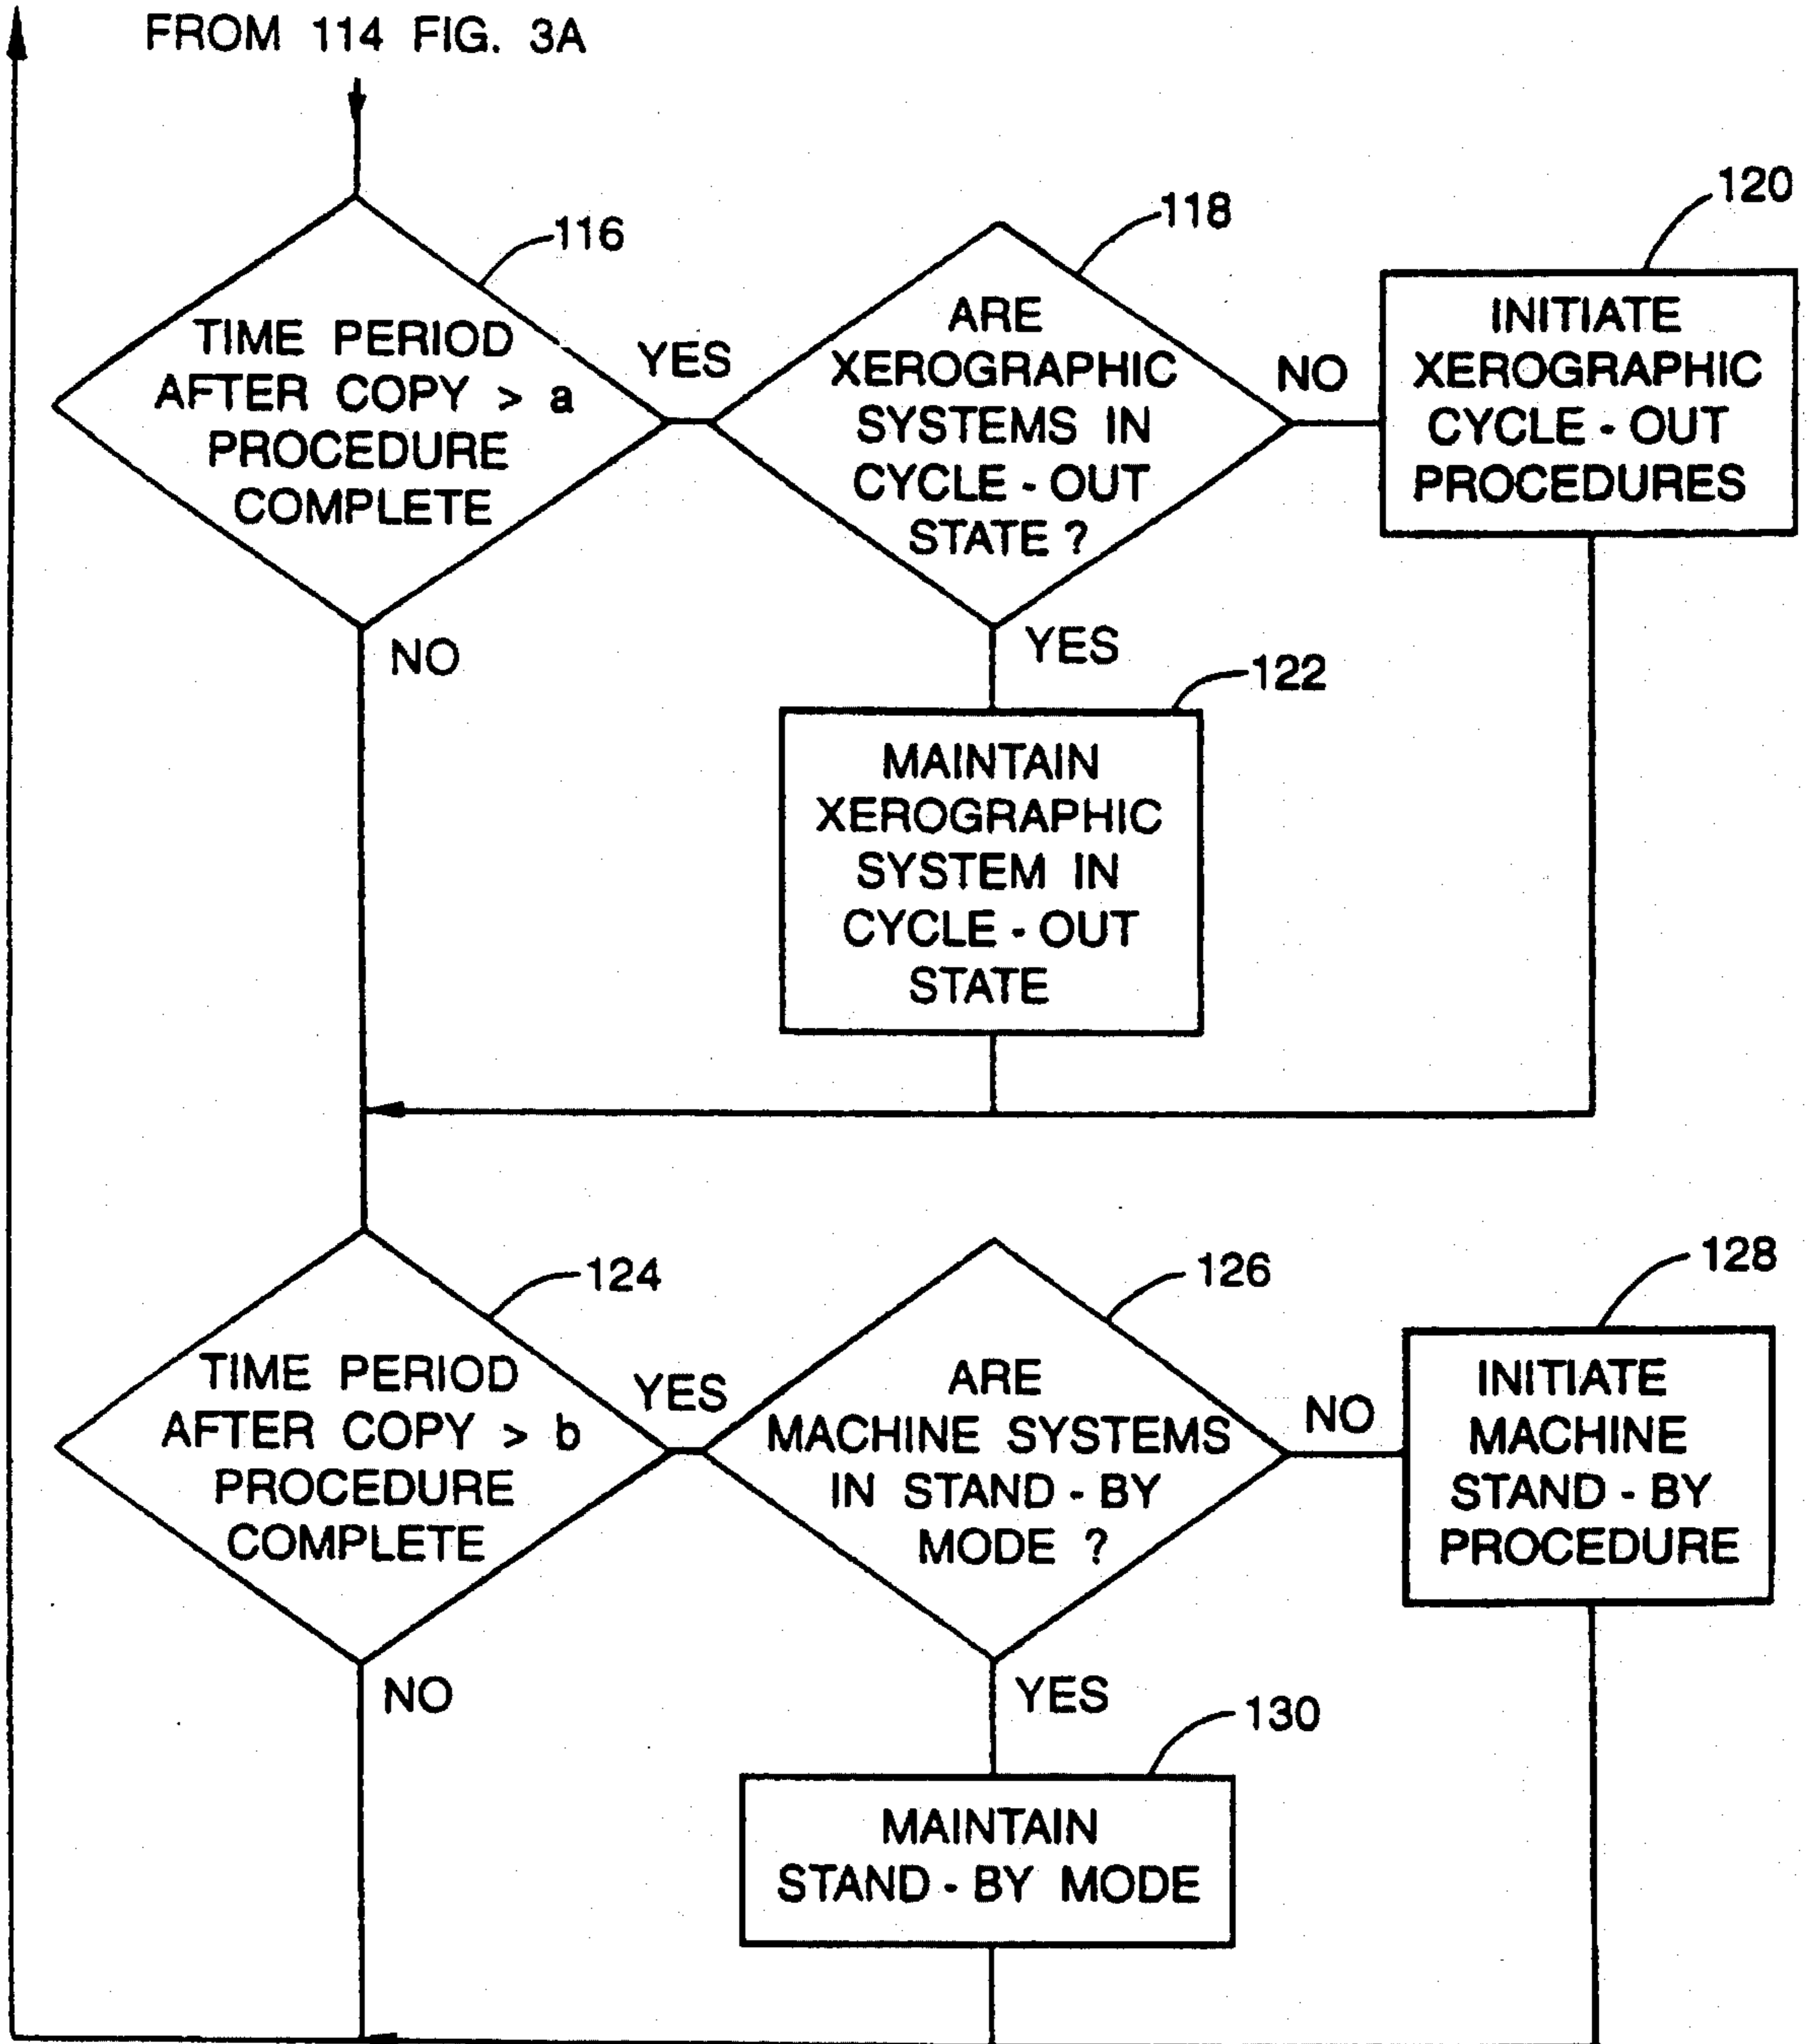 FROM 114 FIG. 3A
116
TIME PERIOD
AFTER COPY > a
PROCEDURE
COMPLETE
YES
NO
118
ARE
XEROGRAPHIC
SYSTEMS IN
CYCLE - OUT
STATE ?
NO
YES
120
INITIATE
XEROGRAPHIC
CYCLE - OUT
PROCEDURES
122
MAINTAIN
XEROGRAPHIC
SYSTEM IN
CYCLE - OUT
STATE
124
TIME PERIOD
AFTER COPY > b
PROCEDURE
COMPLETE
YES
NO
126
ARE
MACHINE SYSTEMS
IN STAND - BY
MODE ?
NO
YES
128
INITIATE
MACHINE
STAND - BY
PROCEDURE
130
MAINTAIN
STAND - BY MODE